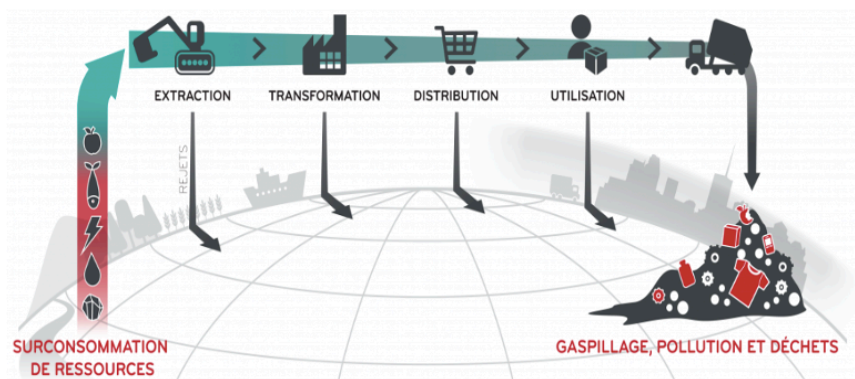 EXTRACTION
TRANSFORMATION
DISTRIBUTION
UTILISATION
REJETS
SURCONSOMMATION
DE RESSOURCES
GASPILLAGE, POLLUTION ET DÉCHETS